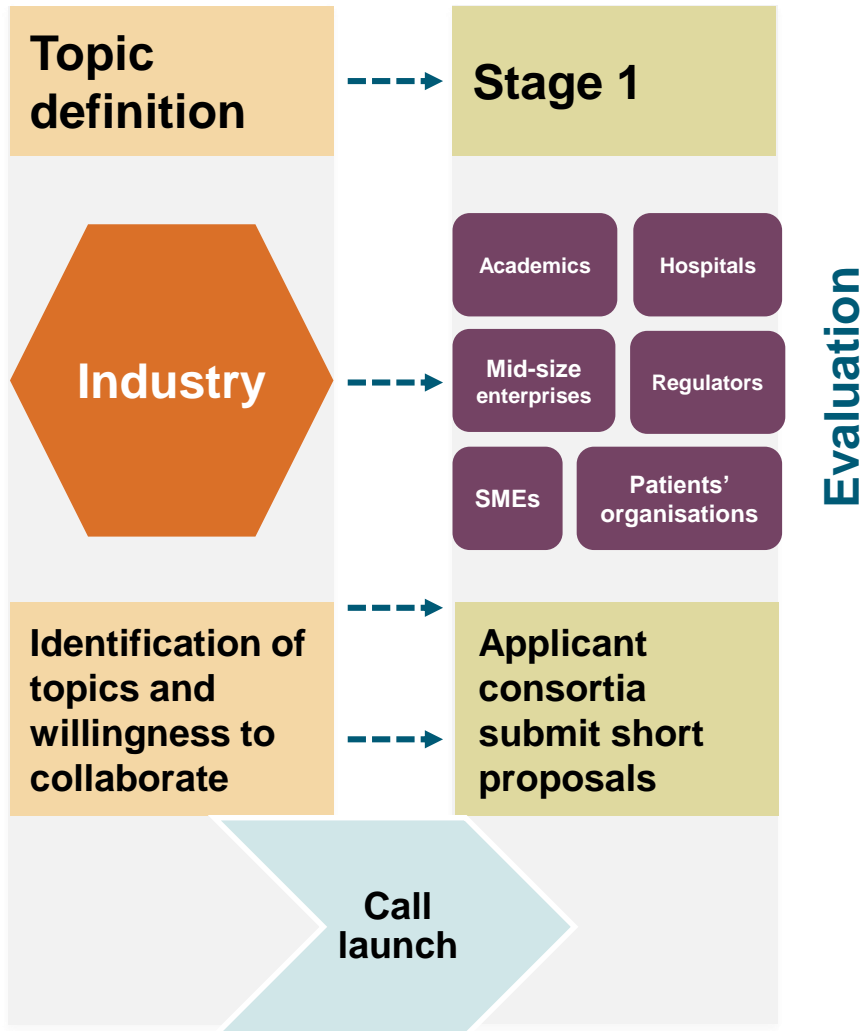 Topic
definition
Stage 1
Industry
Academics
Hospitals
Mid-size
enterprises
Regulators
SMEs
Patients’
organisations
Evaluation
Identification of
topics and
willingness to
collaborate
Applicant
consortia
submit short
proposals
Call
launch